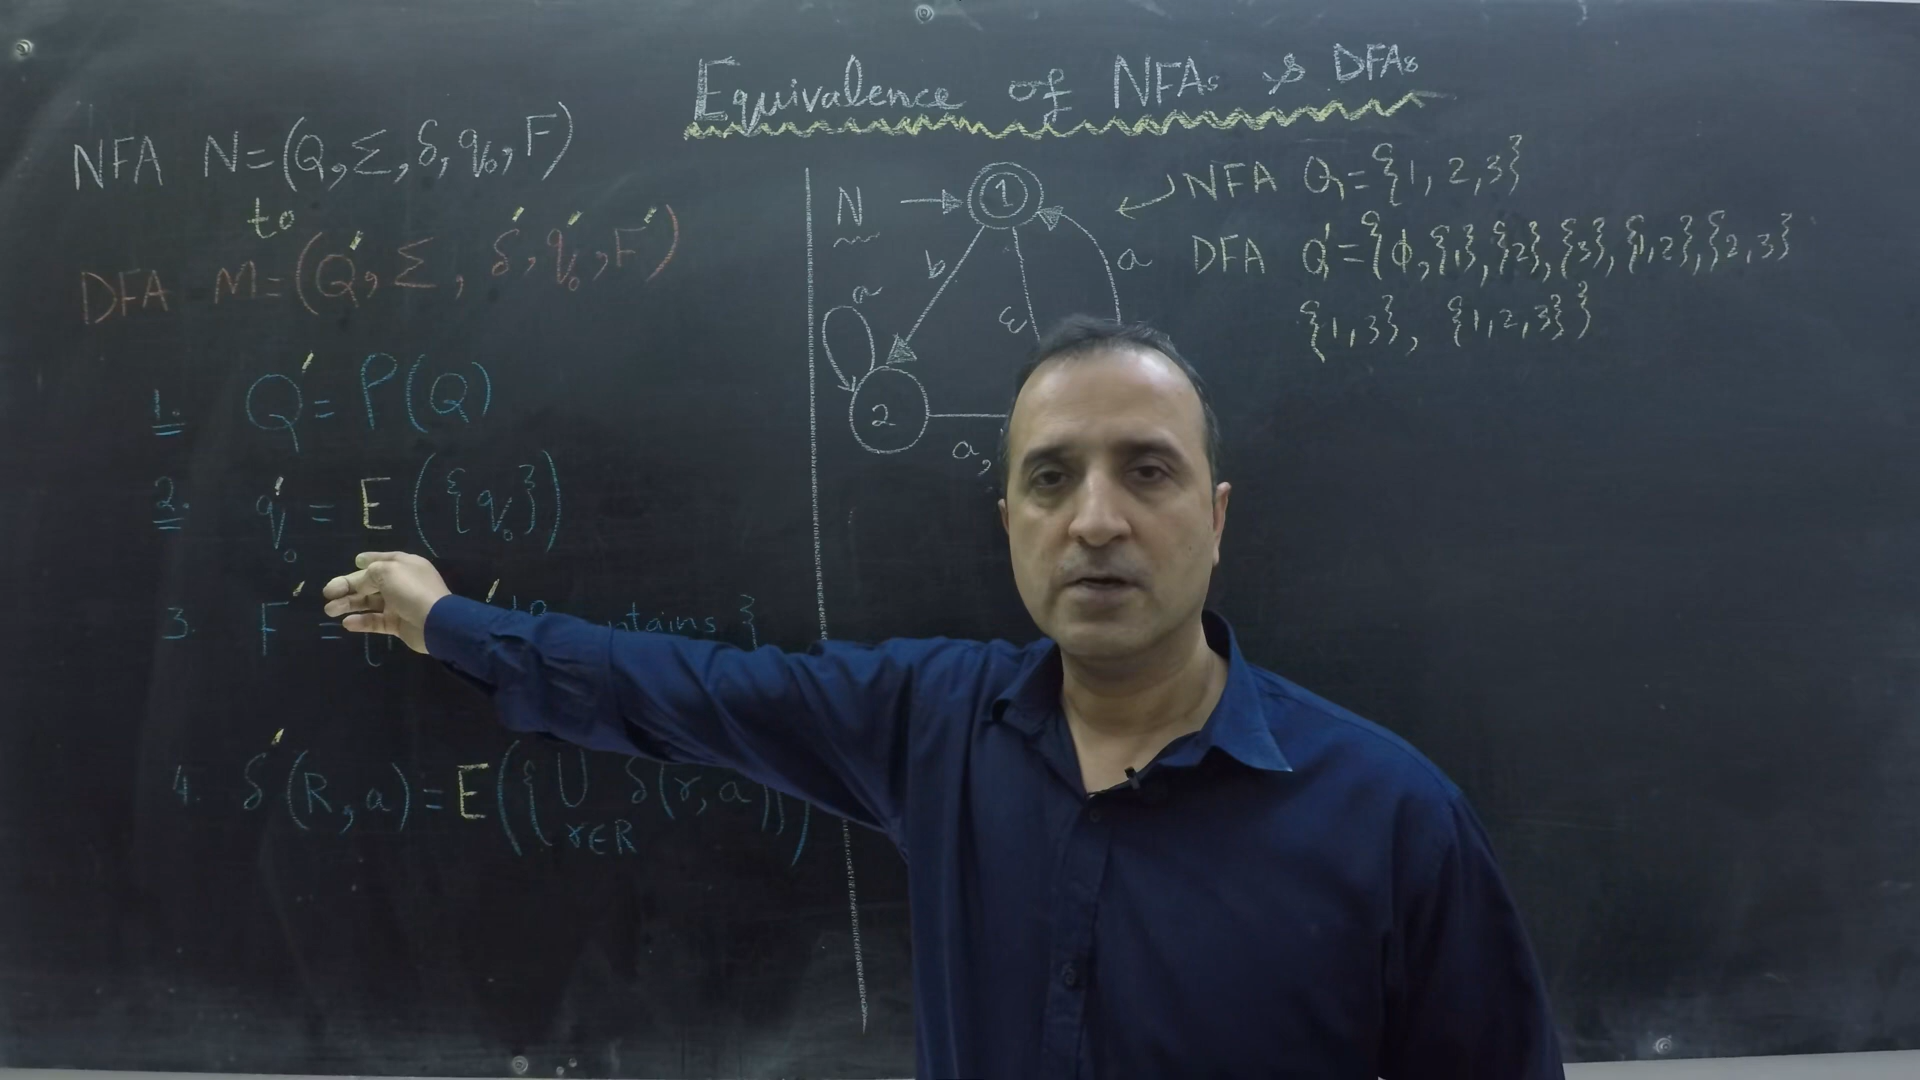 Equivalence of NFAs & DFAs
NFA N=(Q,Σ,δ,q₀,F)
to
DFA M=(Q',Σ,δ',q₀',F')
1. Q'=P(Q)
2. q₀'=E({q₀})
3. F'={ ntains }
4. δ'(R,a)=E({∪ δ(r,a)})
r∈R
N
1
b
ε
a
a
2
a,
NFA Q={1,2,3}
DFA Q'={ϕ,{1},{2},{3},{1,2},{2,3}
{1,3}, {1,2,3}}